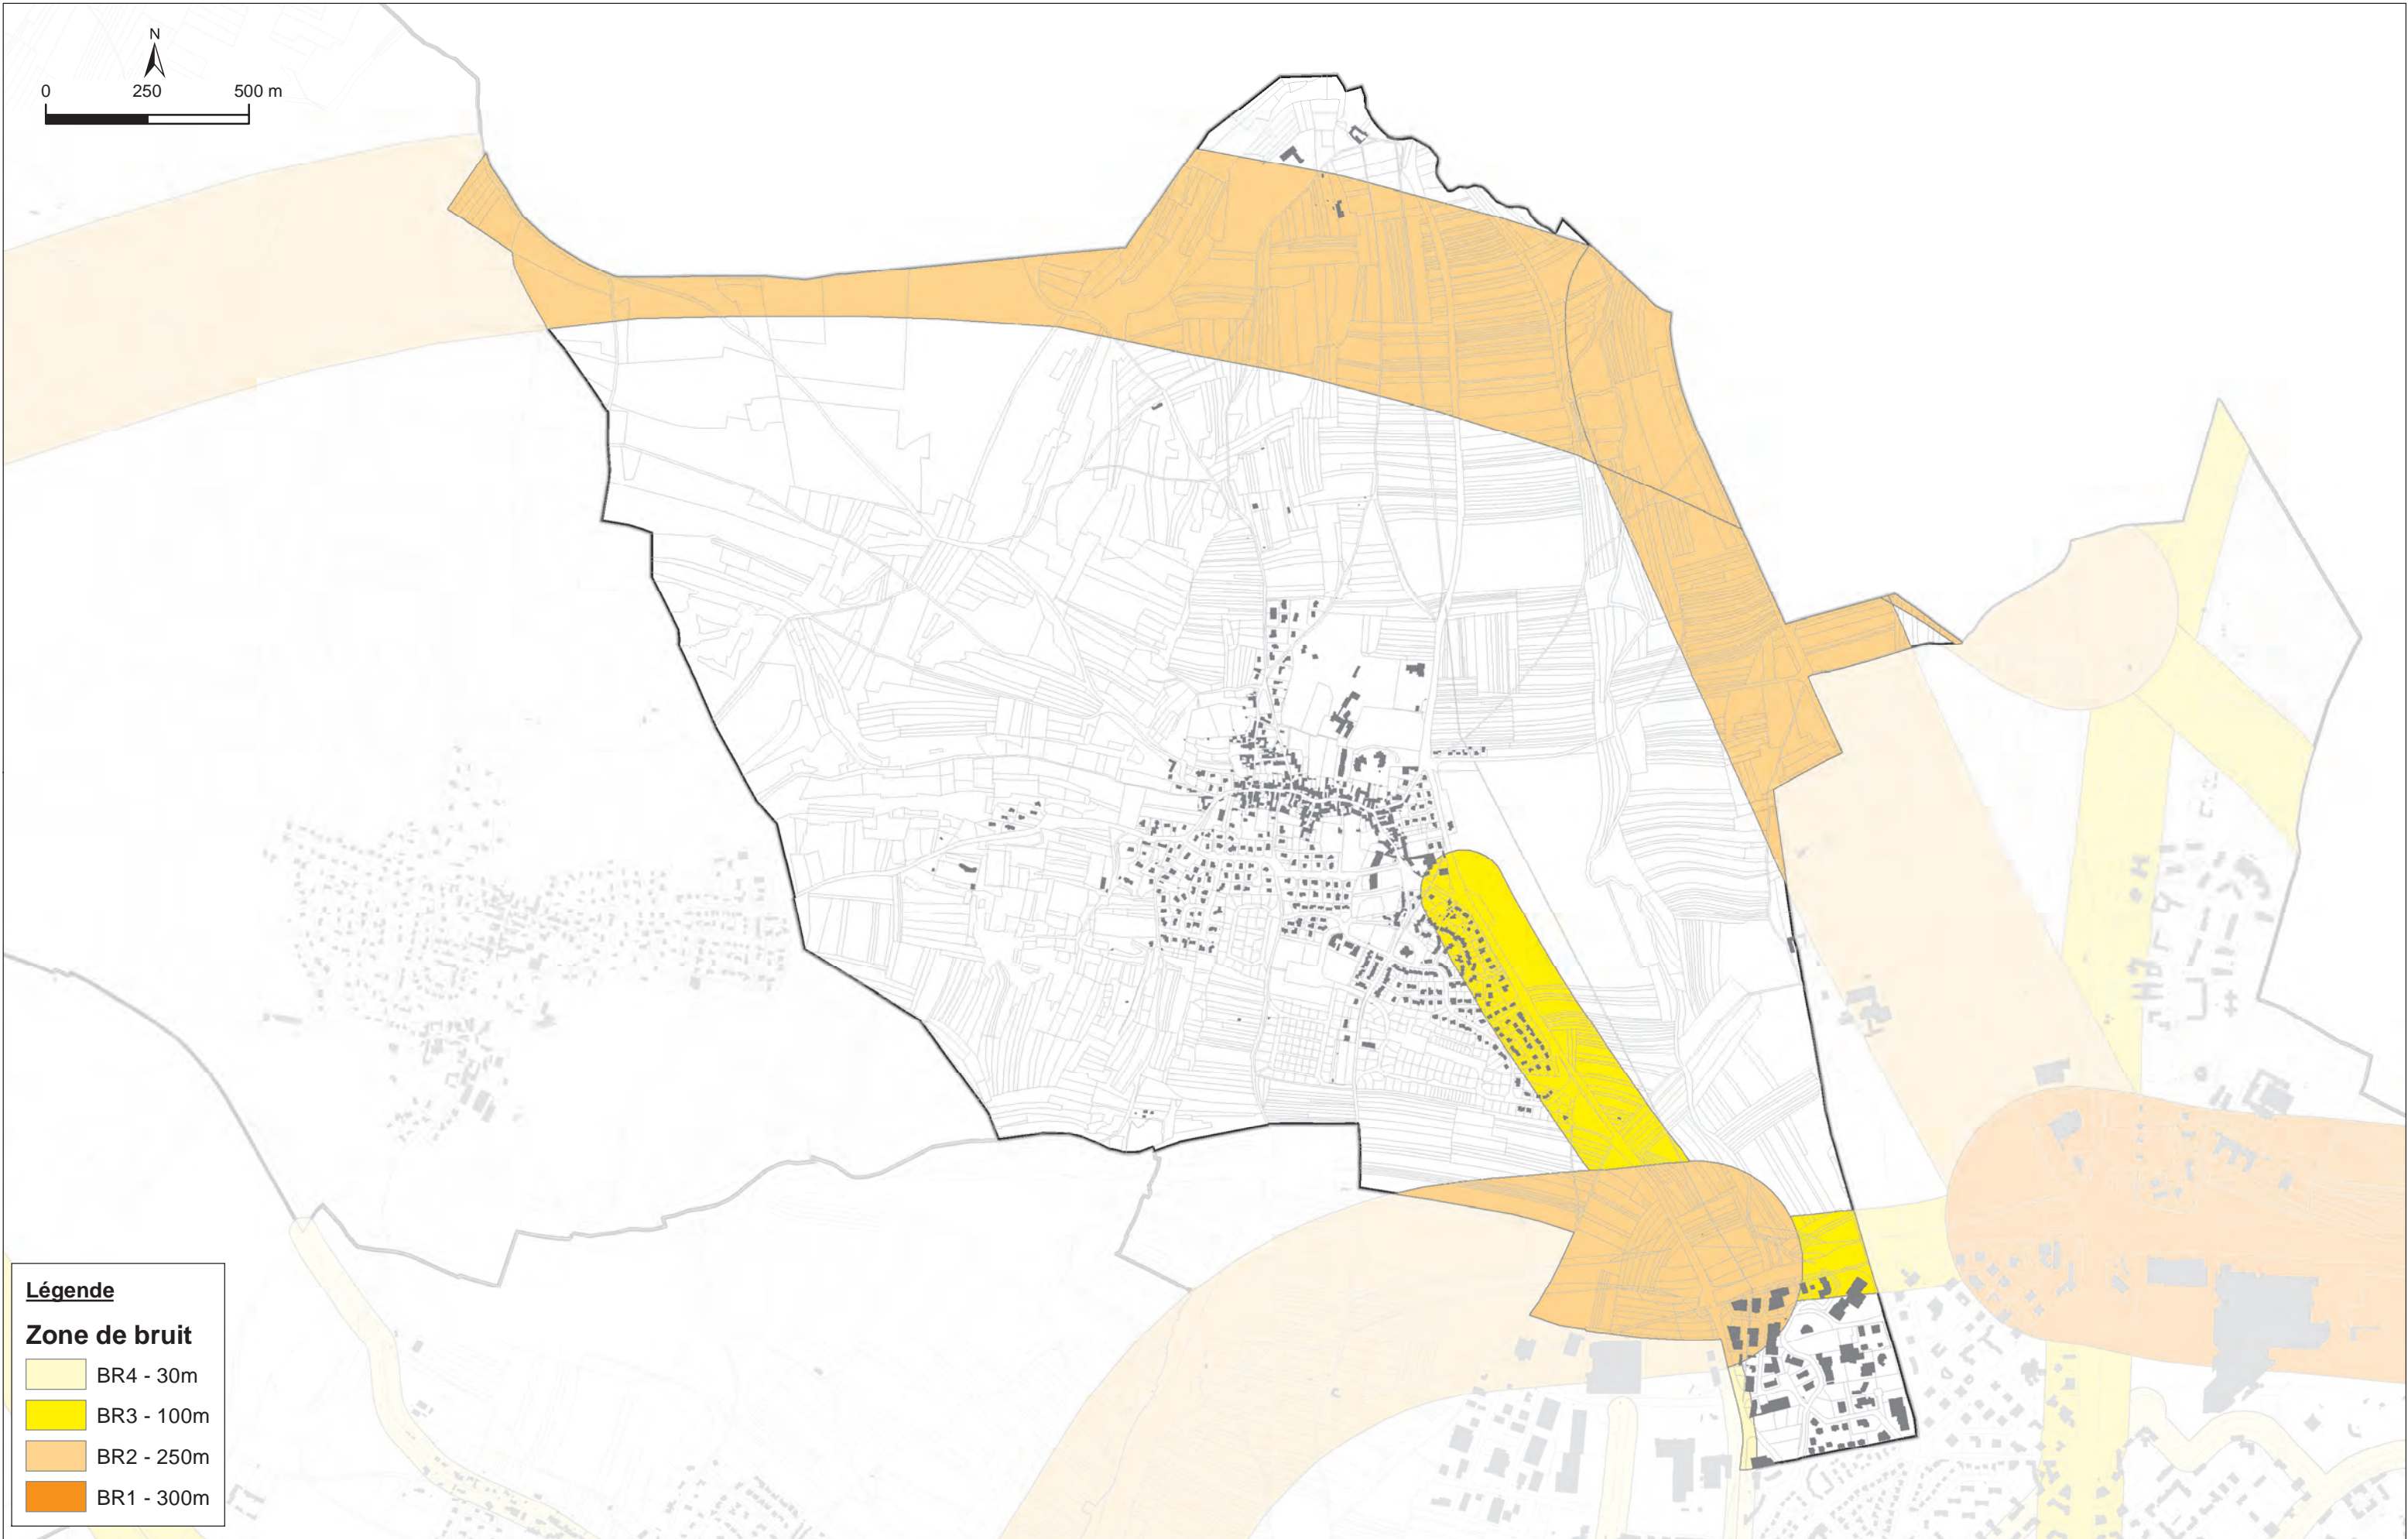 N
0 250 500 m
Légende
Zone de bruit
BR4 - 30m
BR3 - 100m
BR2 - 250m
BR1 - 300m